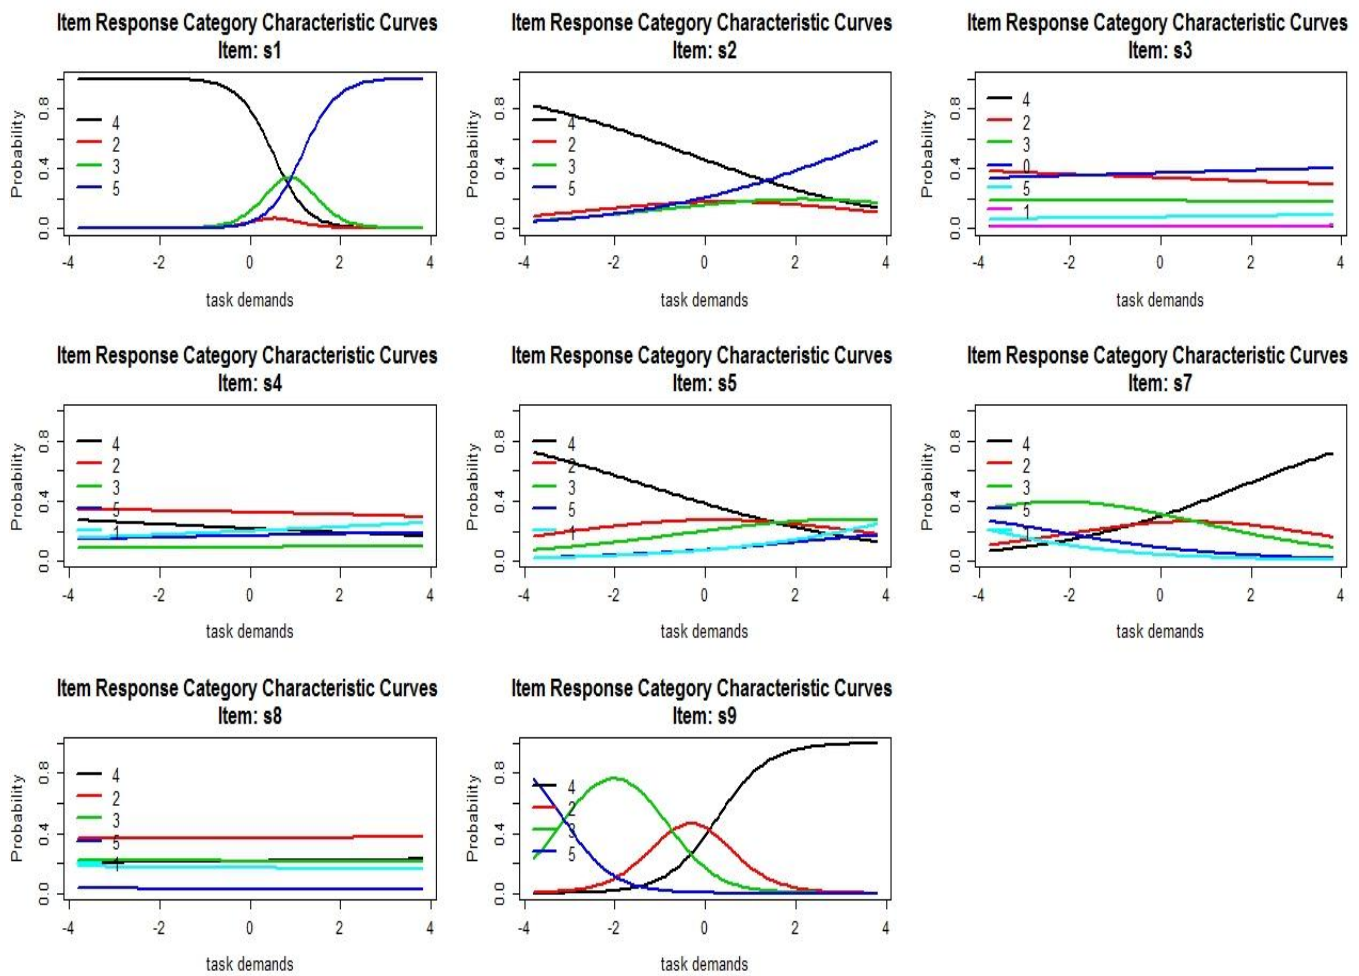 Item Response Category Characteristic Curves
Item: s1
Probability
0.8
0.4
0.0
4
2
3
5
-4 -2 0 2 4
task demands
Item Response Category Characteristic Curves
Item: s2
Probability
0.8
0.4
0.0
4
2
3
5
-4 -2 0 2 4
task demands
Item Response Category Characteristic Curves
Item: s3
Probability
0.8
0.4
0.0
4
2
3
0
5
1
-4 -2 0 2 4
task demands
Item Response Category Characteristic Curves
Item: s4
Probability
0.8
0.4
0.0
4
2
3
5
1
-4 -2 0 2 4
task demands
Item Response Category Characteristic Curves
Item: s5
Probability
0.8
0.4
0.0
4
2
3
5
1
-4 -2 0 2 4
task demands
Item Response Category Characteristic Curves
Item: s7
Probability
0.8
0.4
0.0
4
2
3
5
1
-4 -2 0 2 4
task demands
Item Response Category Characteristic Curves
Item: s8
Probability
0.8
0.4
0.0
4
2
3
5
1
-4 -2 0 2 4
task demands
Item Response Category Characteristic Curves
Item: s9
Probability
0.8
0.4
0.0
4
2
3
5
-4 -2 0 2 4
task demands